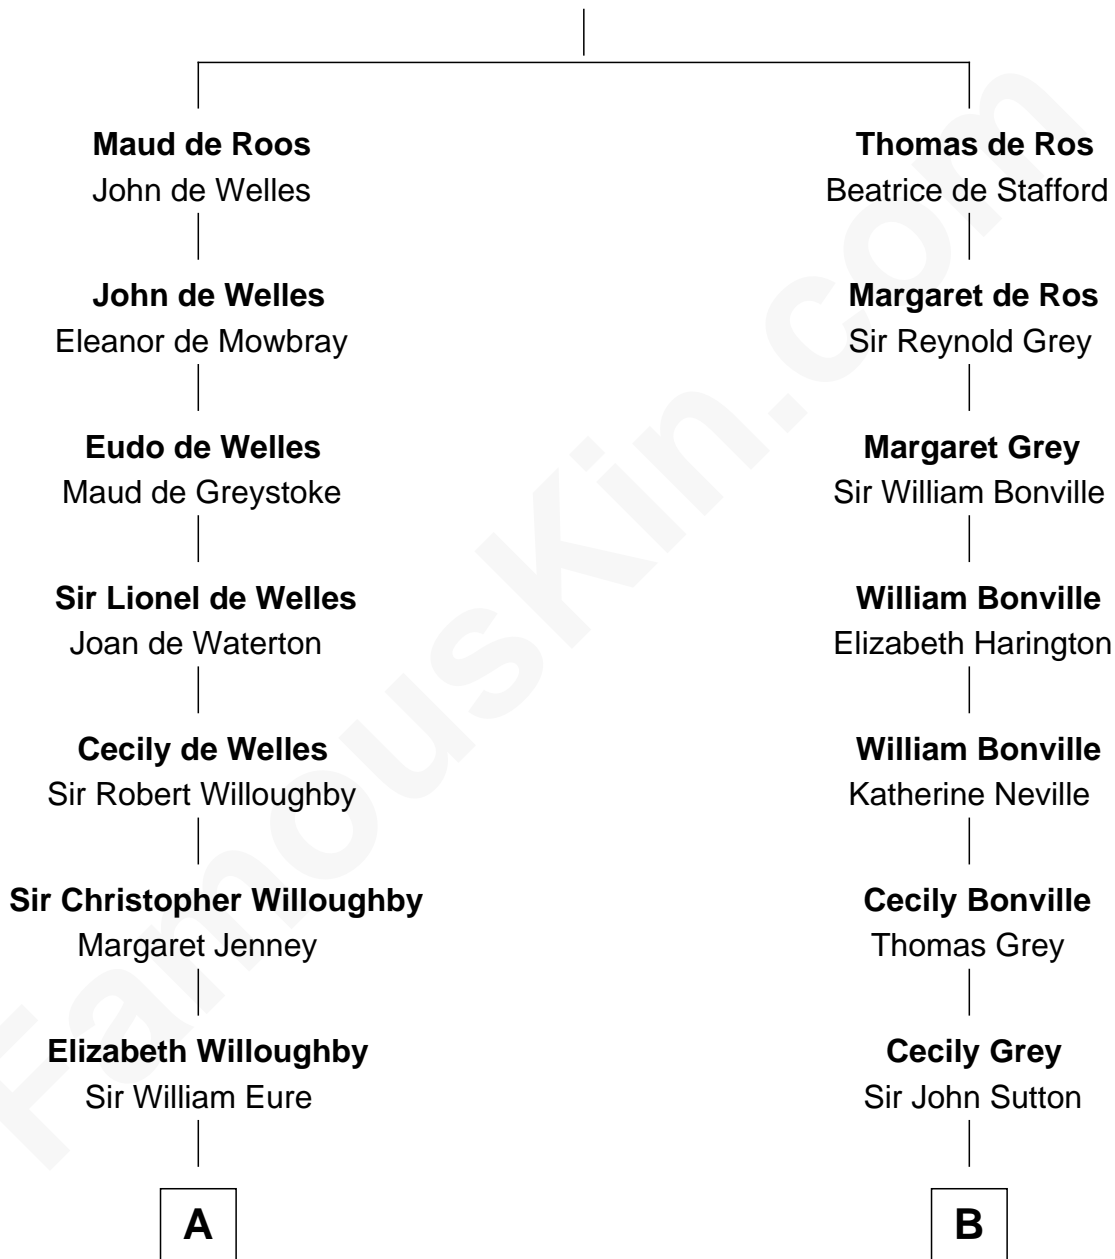 Maud de Roos
John de Welles
John de Welles
Eleanor de Mowbray
Eudo de Welles
Maud de Greystoke
Sir Lionel de Welles
Joan de Waterton
Cecily de Welles
Sir Robert Willoughby
Sir Christopher Willoughby
Margaret Jenney
Elizabeth Willoughby
Sir William Eure
A
Thomas de Ros
Beatrice de Stafford
Margaret de Ros
Sir Reynold Grey
Margaret Grey
Sir William Bonville
William Bonville
Elizabeth Harington
William Bonville
Katherine Neville
Cecily Bonville
Thomas Grey
Cecily Grey
Sir John Sutton
B
FamousKin.com